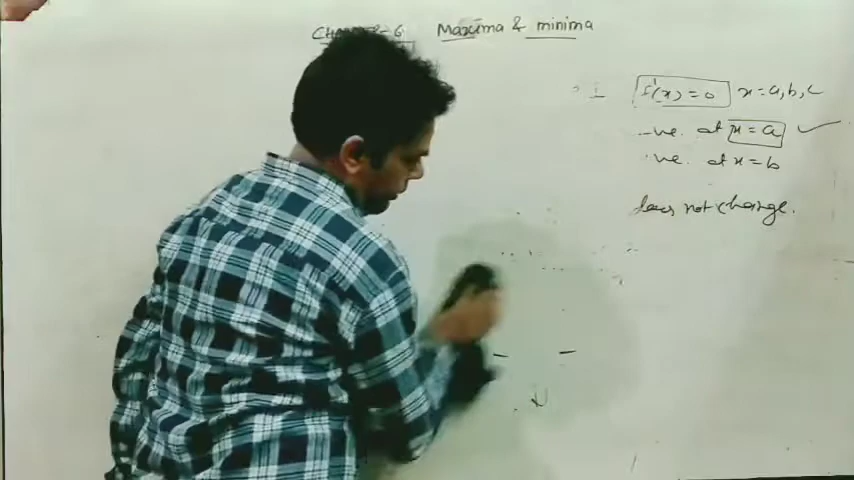 Maxima & minima
f'(x) = 0 x = a, b, c
ve. at x = a
ve. at x = b
does not change.